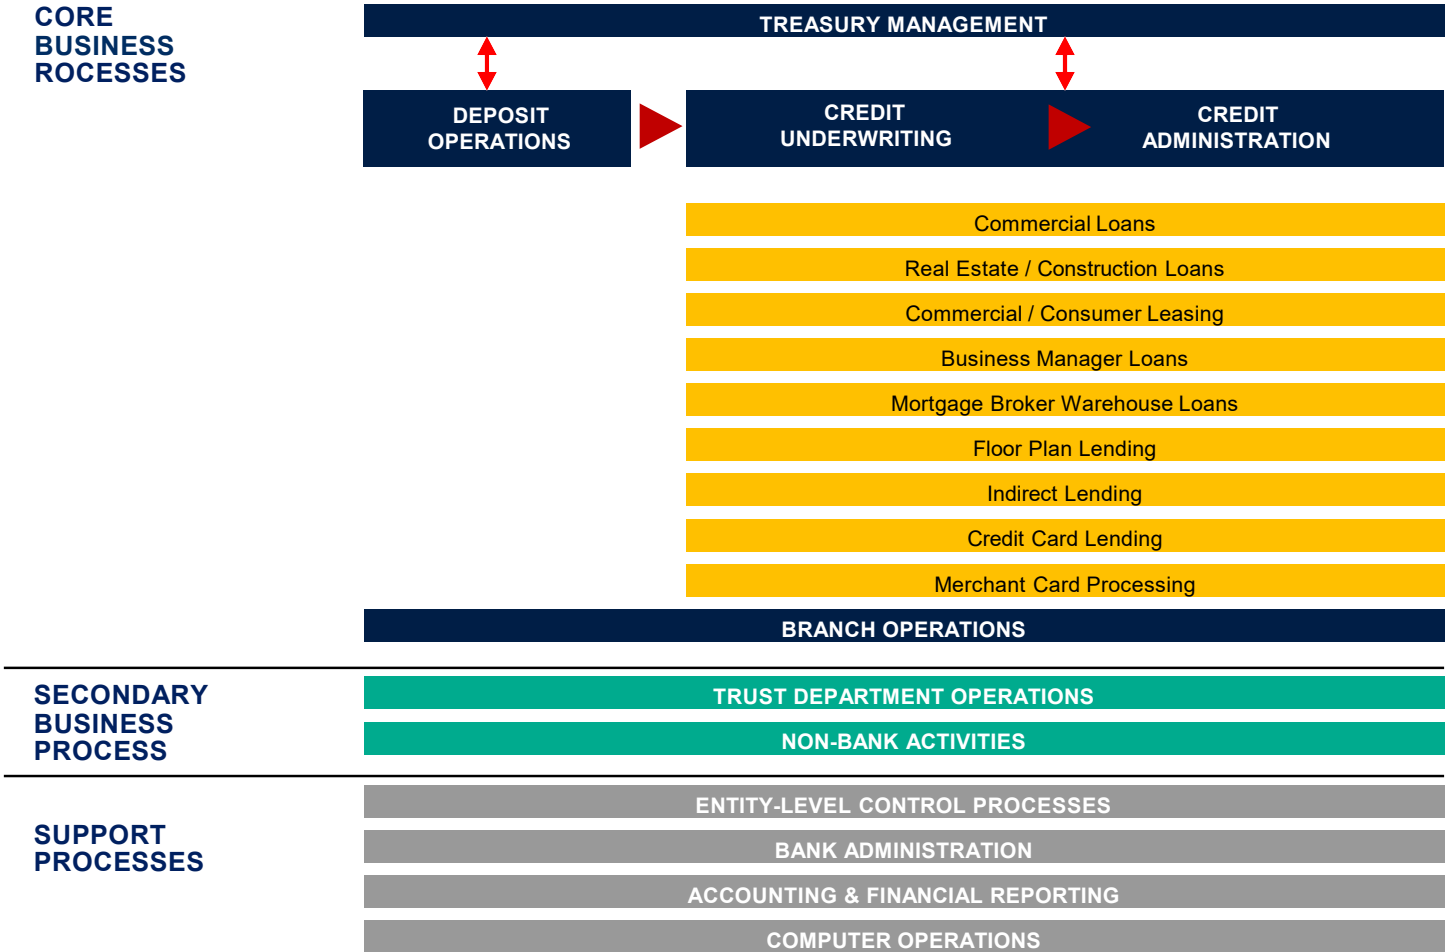 CORE
BUSINESS
ROCESSES
TREASURY MANAGEMENT
DEPOSIT
OPERATIONS
CREDIT
UNDERWRITING
CREDIT
ADMINISTRATION
Commercial Loans
Real Estate / Construction Loans
Commercial / Consumer Leasing
Business Manager Loans
Mortgage Broker Warehouse Loans
Floor Plan Lending
Indirect Lending
Credit Card Lending
Merchant Card Processing
BRANCH OPERATIONS
SECONDARY
BUSINESS
PROCESS
TRUST DEPARTMENT OPERATIONS
NON-BANK ACTIVITIES
SUPPORT
PROCESSES
ENTITY-LEVEL CONTROL PROCESSES
BANK ADMINISTRATION
ACCOUNTING & FINANCIAL REPORTING
COMPUTER OPERATIONS